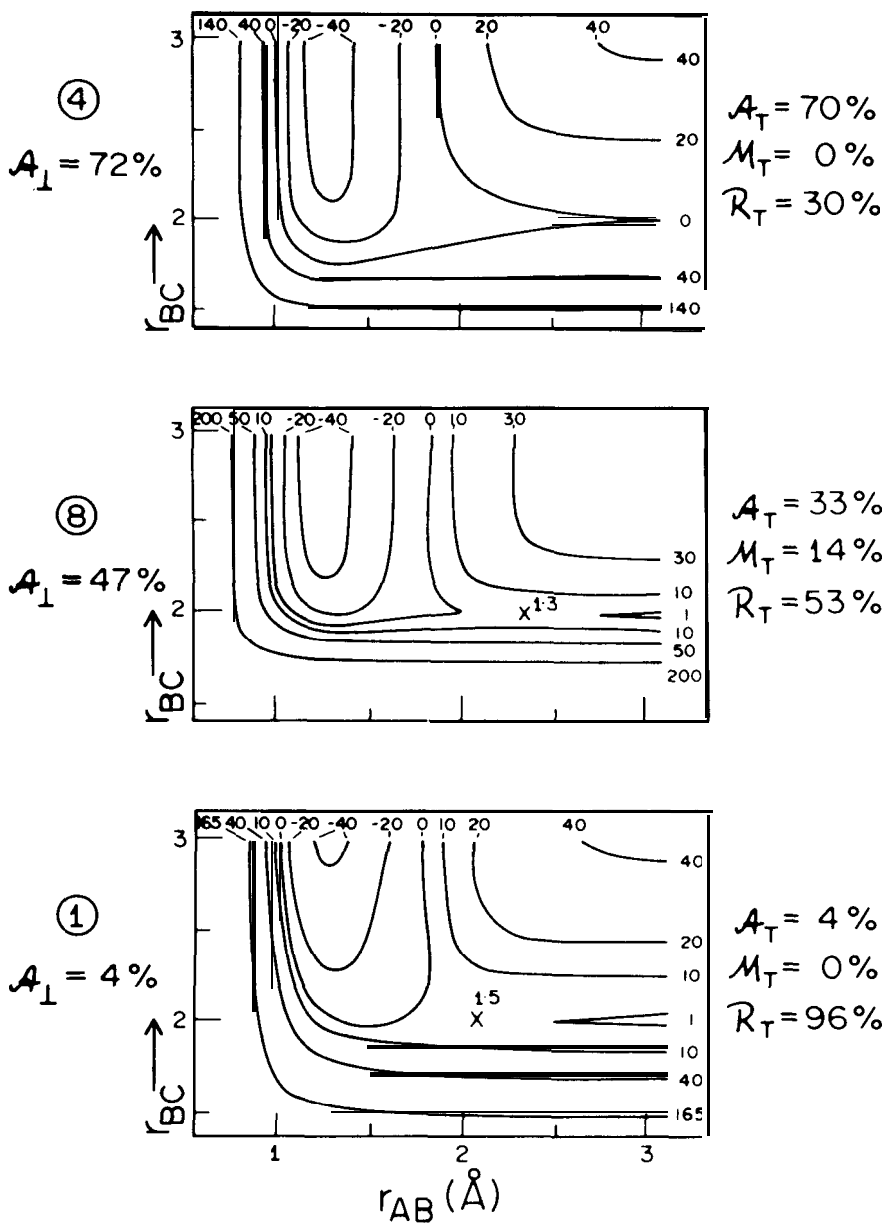 140 40 0 -20 -40 -20 0 20 40
3
40
④
A⊥ = 72%
20
2
0
40
140
r_BC →
A_T = 70%
M_T = 0%
R_T = 30%
200 50 10 -20 -40 -20 0 10 30
3
⑧
A⊥ = 47%
30
10
2
X 1·3
1
10
50
200
r_BC →
A_T = 33%
M_T = 14%
R_T = 53%
165 40 10 0 -20 -40 -20 0 10 20 40
3
40
①
A⊥ = 4%
20
10
1·5
2
X
1
10
40
165
r_BC →
A_T = 4%
M_T = 0%
R_T = 96%
1 2 3
r_AB (Å)